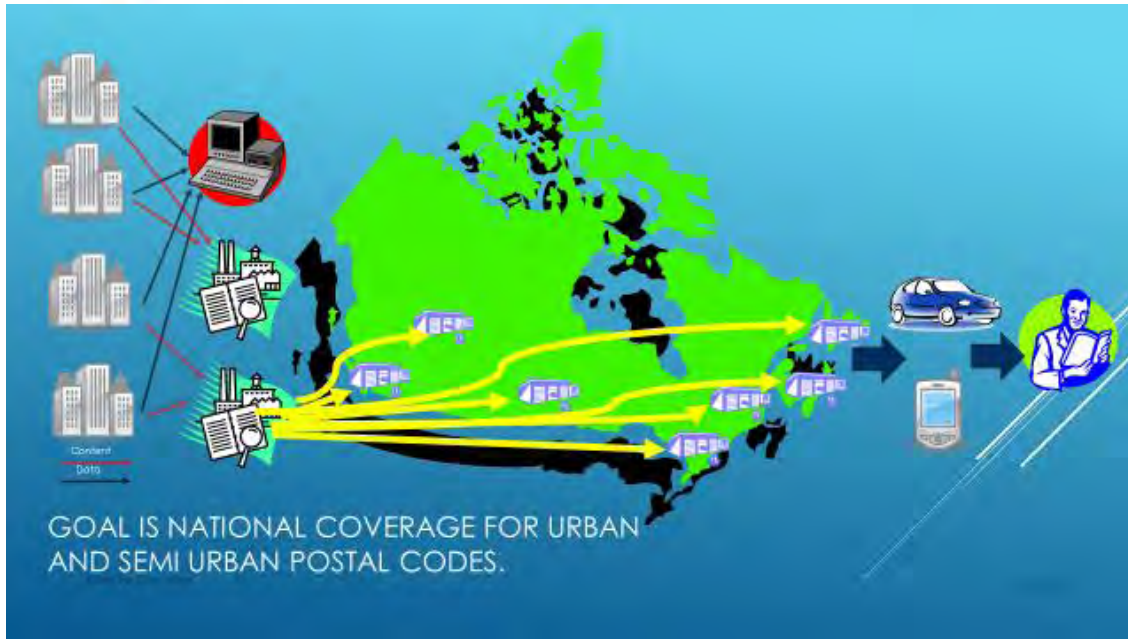 Content
Data
GOAL IS NATIONAL COVERAGE FOR URBAN
AND SEMI URBAN POSTAL CODES.